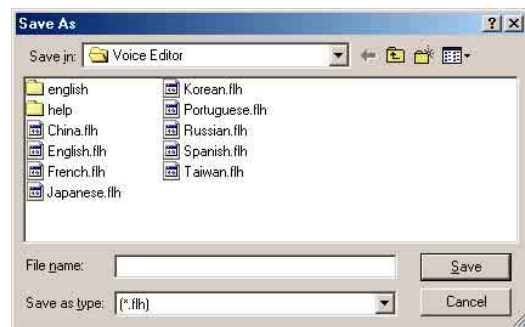 Save As
Save in: Voice Editor
english
help
China.flh
English.flh
French.flh
Japanese.flh
Korean.flh
Portuguese.flh
Russian.flh
Spanish.flh
Taiwan.flh
File name:
Save
Save as type: (*.flh)
Cancel